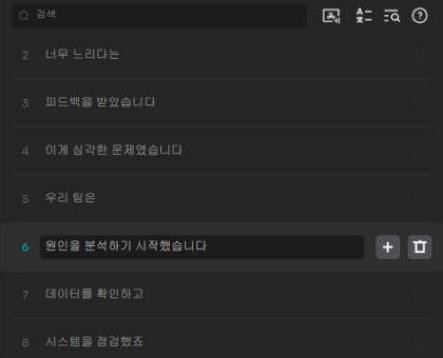 검색
2 너무 느리다는
3 피드백을 받았습니다
4 이게 심각한 문제였습니다
5 우리 팀은
6 원인을 분석하기 시작했습니다
7 데이터를 확인하고
8 시스템을 점검했죠